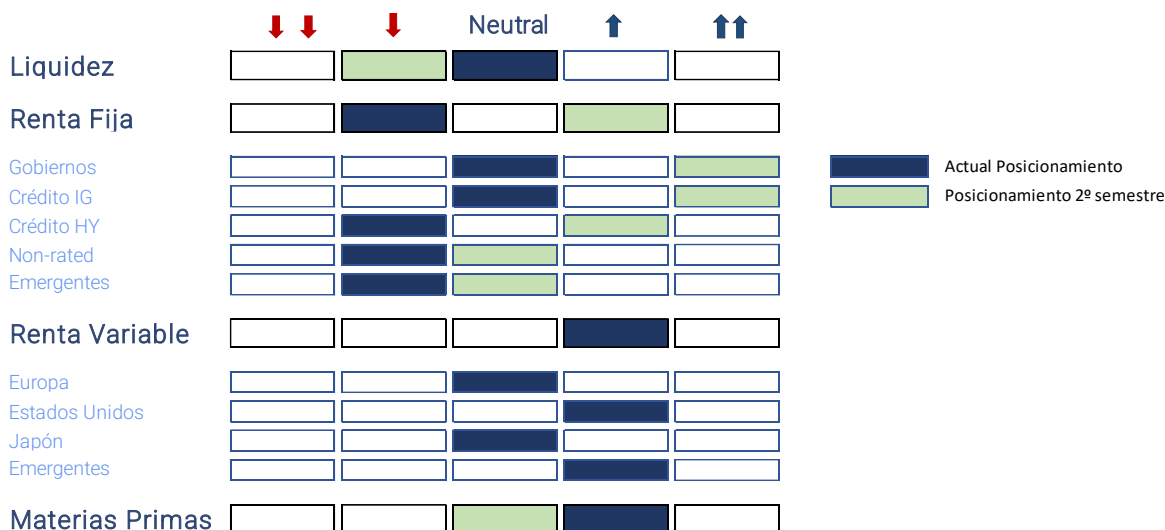 Neutral
Liquidez
Renta Fija
Gobiernos
Crédito IG
Crédito HY
Non-rated
Emergentes
Actual Posicionamiento
Posicionamiento 2º semestre
Renta Variable
Europa
Estados Unidos
Japón
Emergentes
Materias Primas